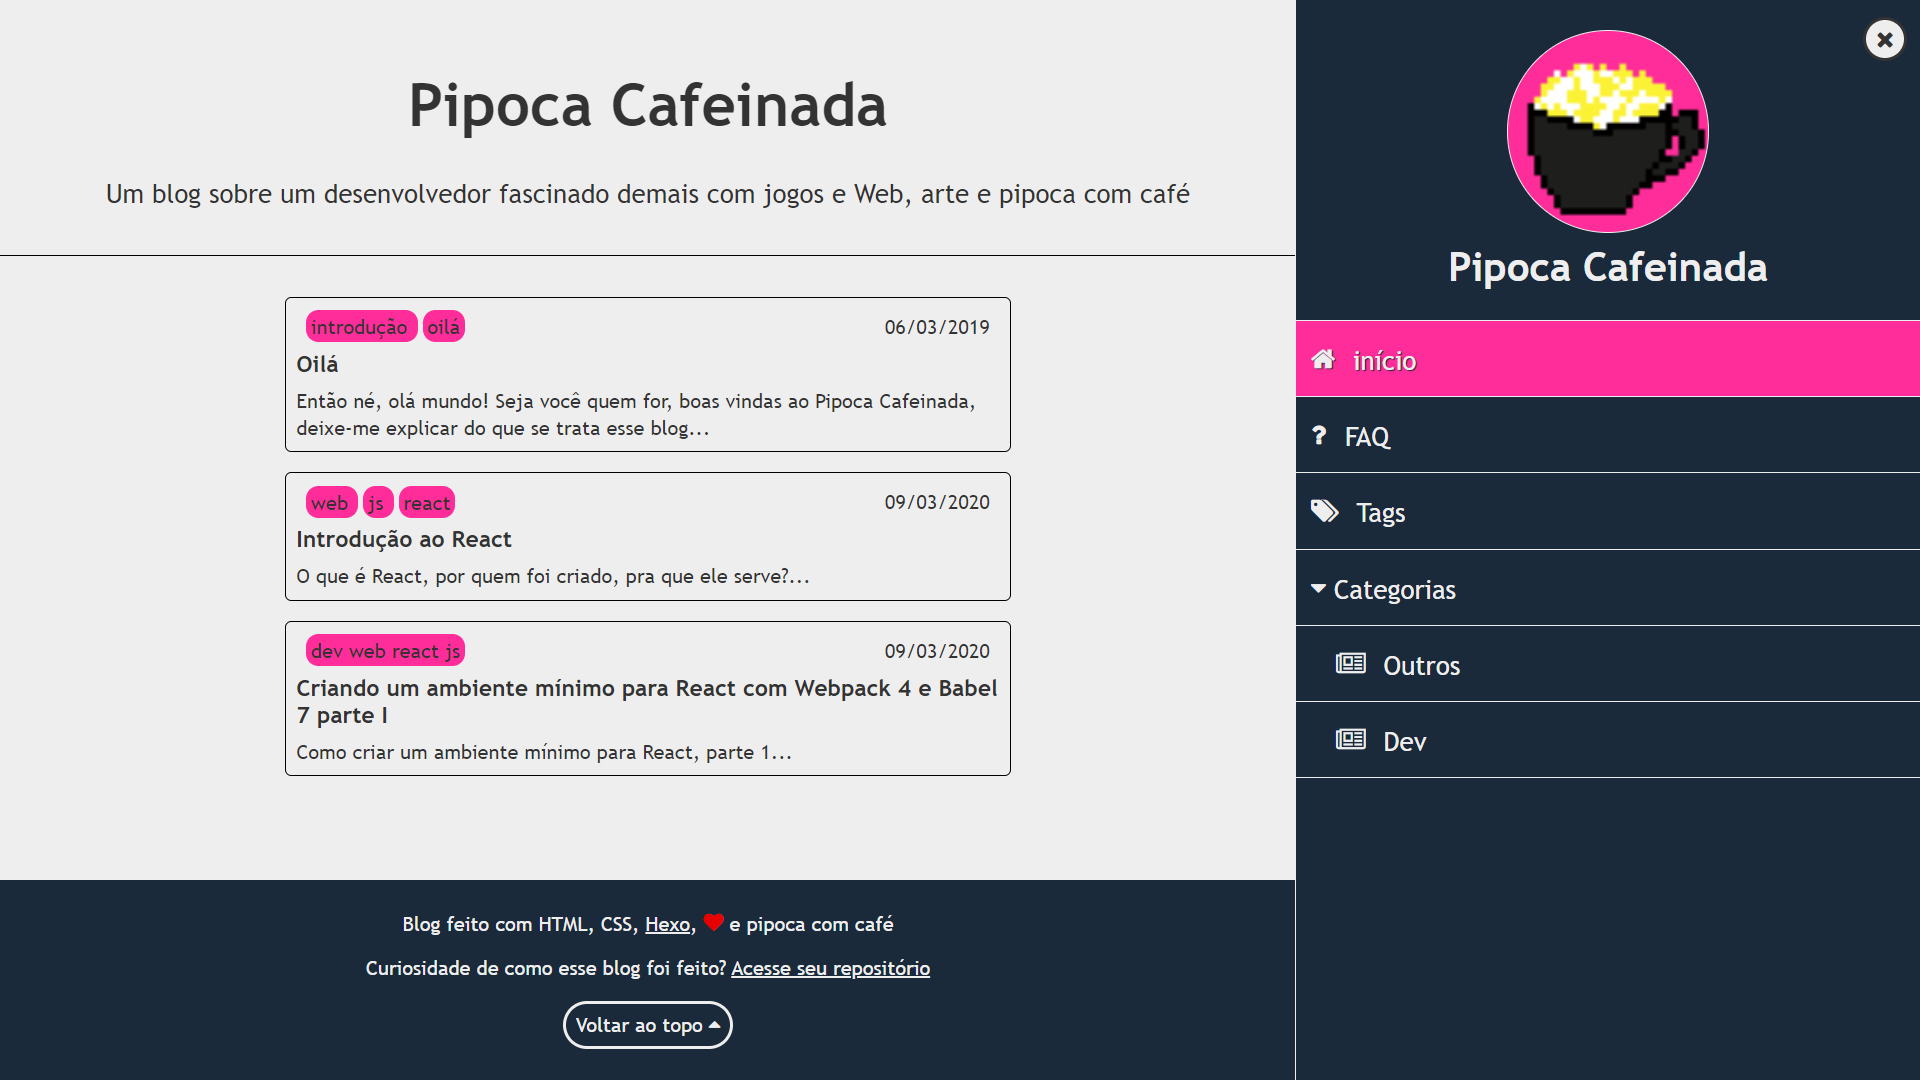 Pipoca Cafeinada
Um blog sobre um desenvolvedor fascinado demais com jogos e Web, arte e pipoca com café
introdução oilá 06/03/2019
Oilá
Então né, olá mundo! Seja você quem for, boas vindas ao Pipoca Cafeinada,
deixe-me explicar do que se trata esse blog...
web js react 09/03/2020
Introdução ao React
O que é React, por quem foi criado, pra que ele serve?...
dev web react js 09/03/2020
Criando um ambiente mínimo para React com Webpack 4 e Babel
7 parte I
Como criar um ambiente mínimo para React, parte 1...
Blog feito com HTML, CSS, Hexo, e pipoca com café
Curiosidade de como esse blog foi feito? Acesse seu repositório
Voltar ao topo
Pipoca Cafeinada
início
? FAQ
Tags
Categorias
Outros
Dev